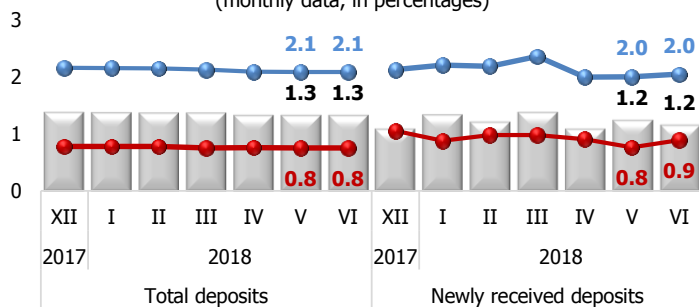 (monthly data, in percentages)
3
2.1 2.1 2.0 2.0
2
1.3 1.3 1.2 1.2
1
0.8 0.8 0.8 0.9
0
XII I II III IV V VI XII I II III IV V VI
2017 2018 2017 2018
Total deposits Newly received deposits